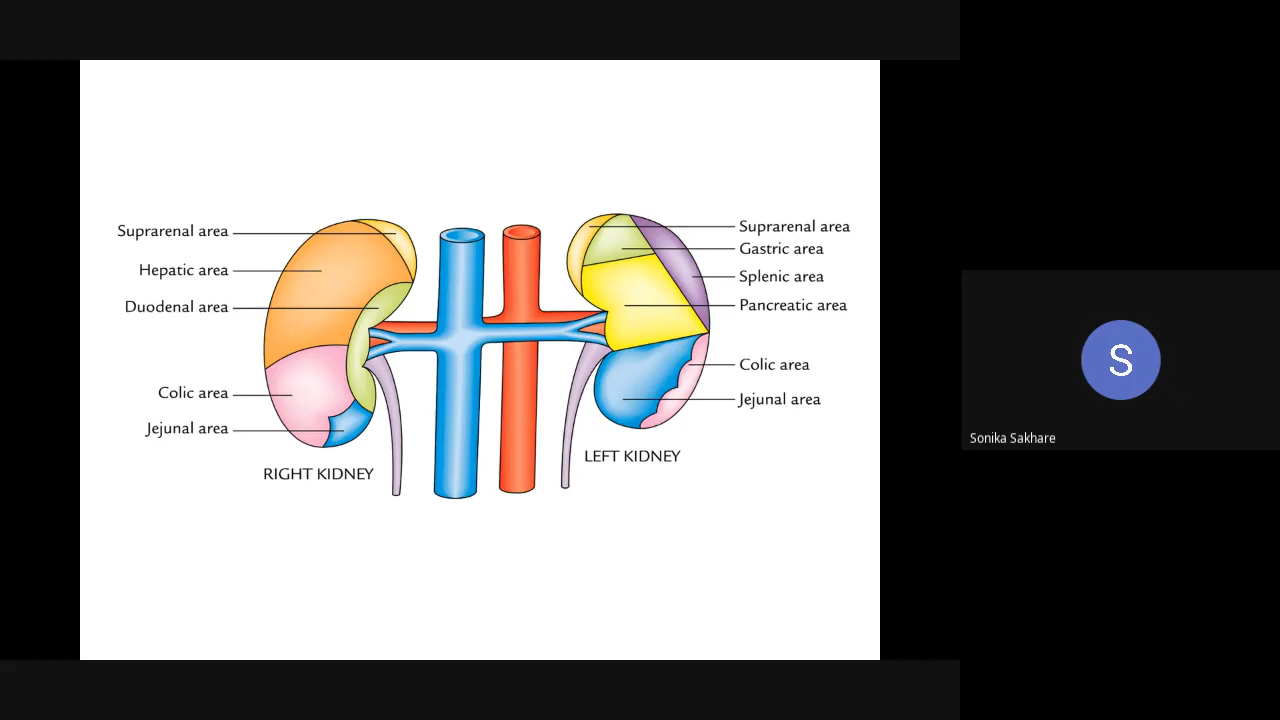 Suprarenal area
Hepatic area
Duodenal area
Colic area
Jejunal area
RIGHT KIDNEY
Suprarenal area
Gastric area
Splenic area
Pancreatic area
Colic area
Jejunal area
LEFT KIDNEY
S
Sonika Sakhare